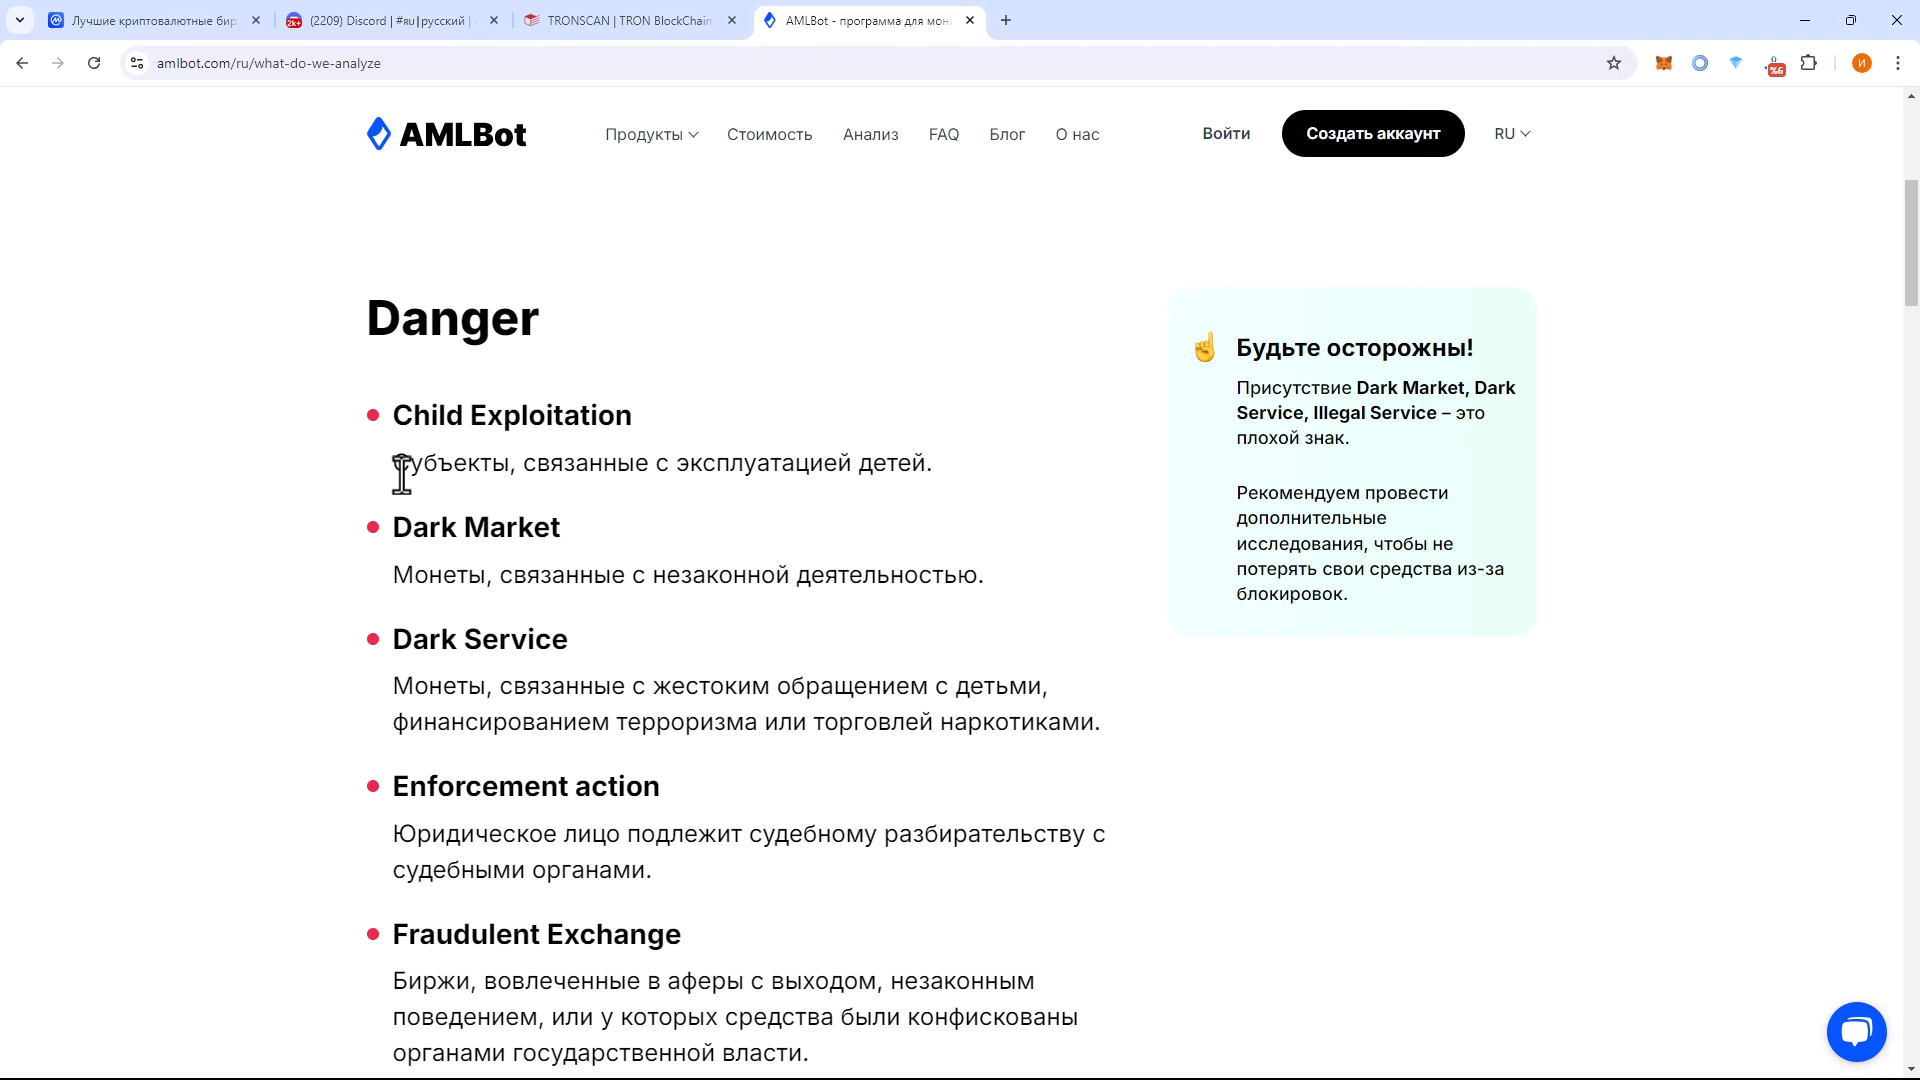 Лучшие криптовалютные бир
(2209) Discord | #ru|русский |
TRONSCAN | TRON BlockChain
AMLBot - программа для мон
amlbot.com/ru/what-do-we-analyze
%6
И
AMLBot
Продукты
Стоимость
Анализ
FAQ
Блог
О нас
Войти
Создать аккаунт
RU
Danger
Child Exploitation
Субъекты, связанные с эксплуатацией детей.
Dark Market
Монеты, связанные с незаконной деятельностью.
Dark Service
Монеты, связанные с жестоким обращением с детьми,
финансированием терроризма или торговлей наркотиками.
Enforcement action
Юридическое лицо подлежит судебному разбирательству с
судебными органами.
Fraudulent Exchange
Биржи, вовлеченные в аферы с выходом, незаконным
поведением, или у которых средства были конфискованы
органами государственной власти.
Будьте осторожны!
Присутствие Dark Market, Dark
Service, Illegal Service – это
плохой знак.
Рекомендуем провести
дополнительные
исследования, чтобы не
потерять свои средства из-за
блокировок.